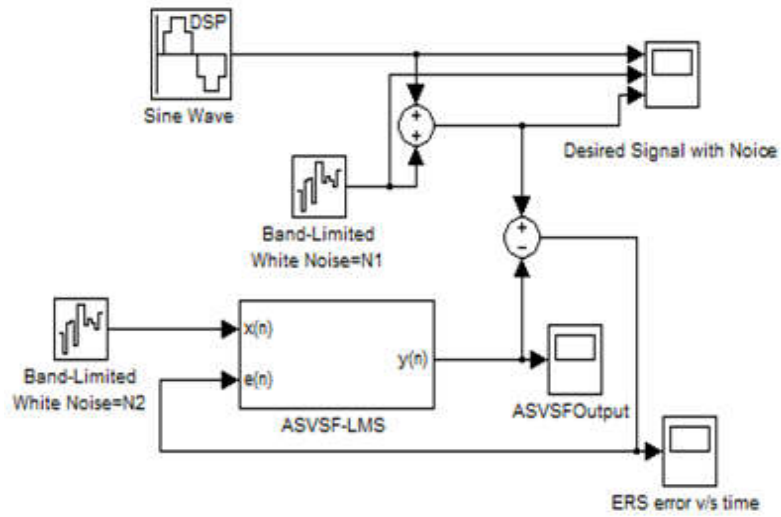 DSP
Sine Wave
+
+
Desired Signal with Noice
Band-Limited
White Noise=N1
+
−
Band-Limited
White Noise=N2
x(n)
e(n)
y(n)
ASVSF-LMS
ASVSFOutput
ERS error v/s time